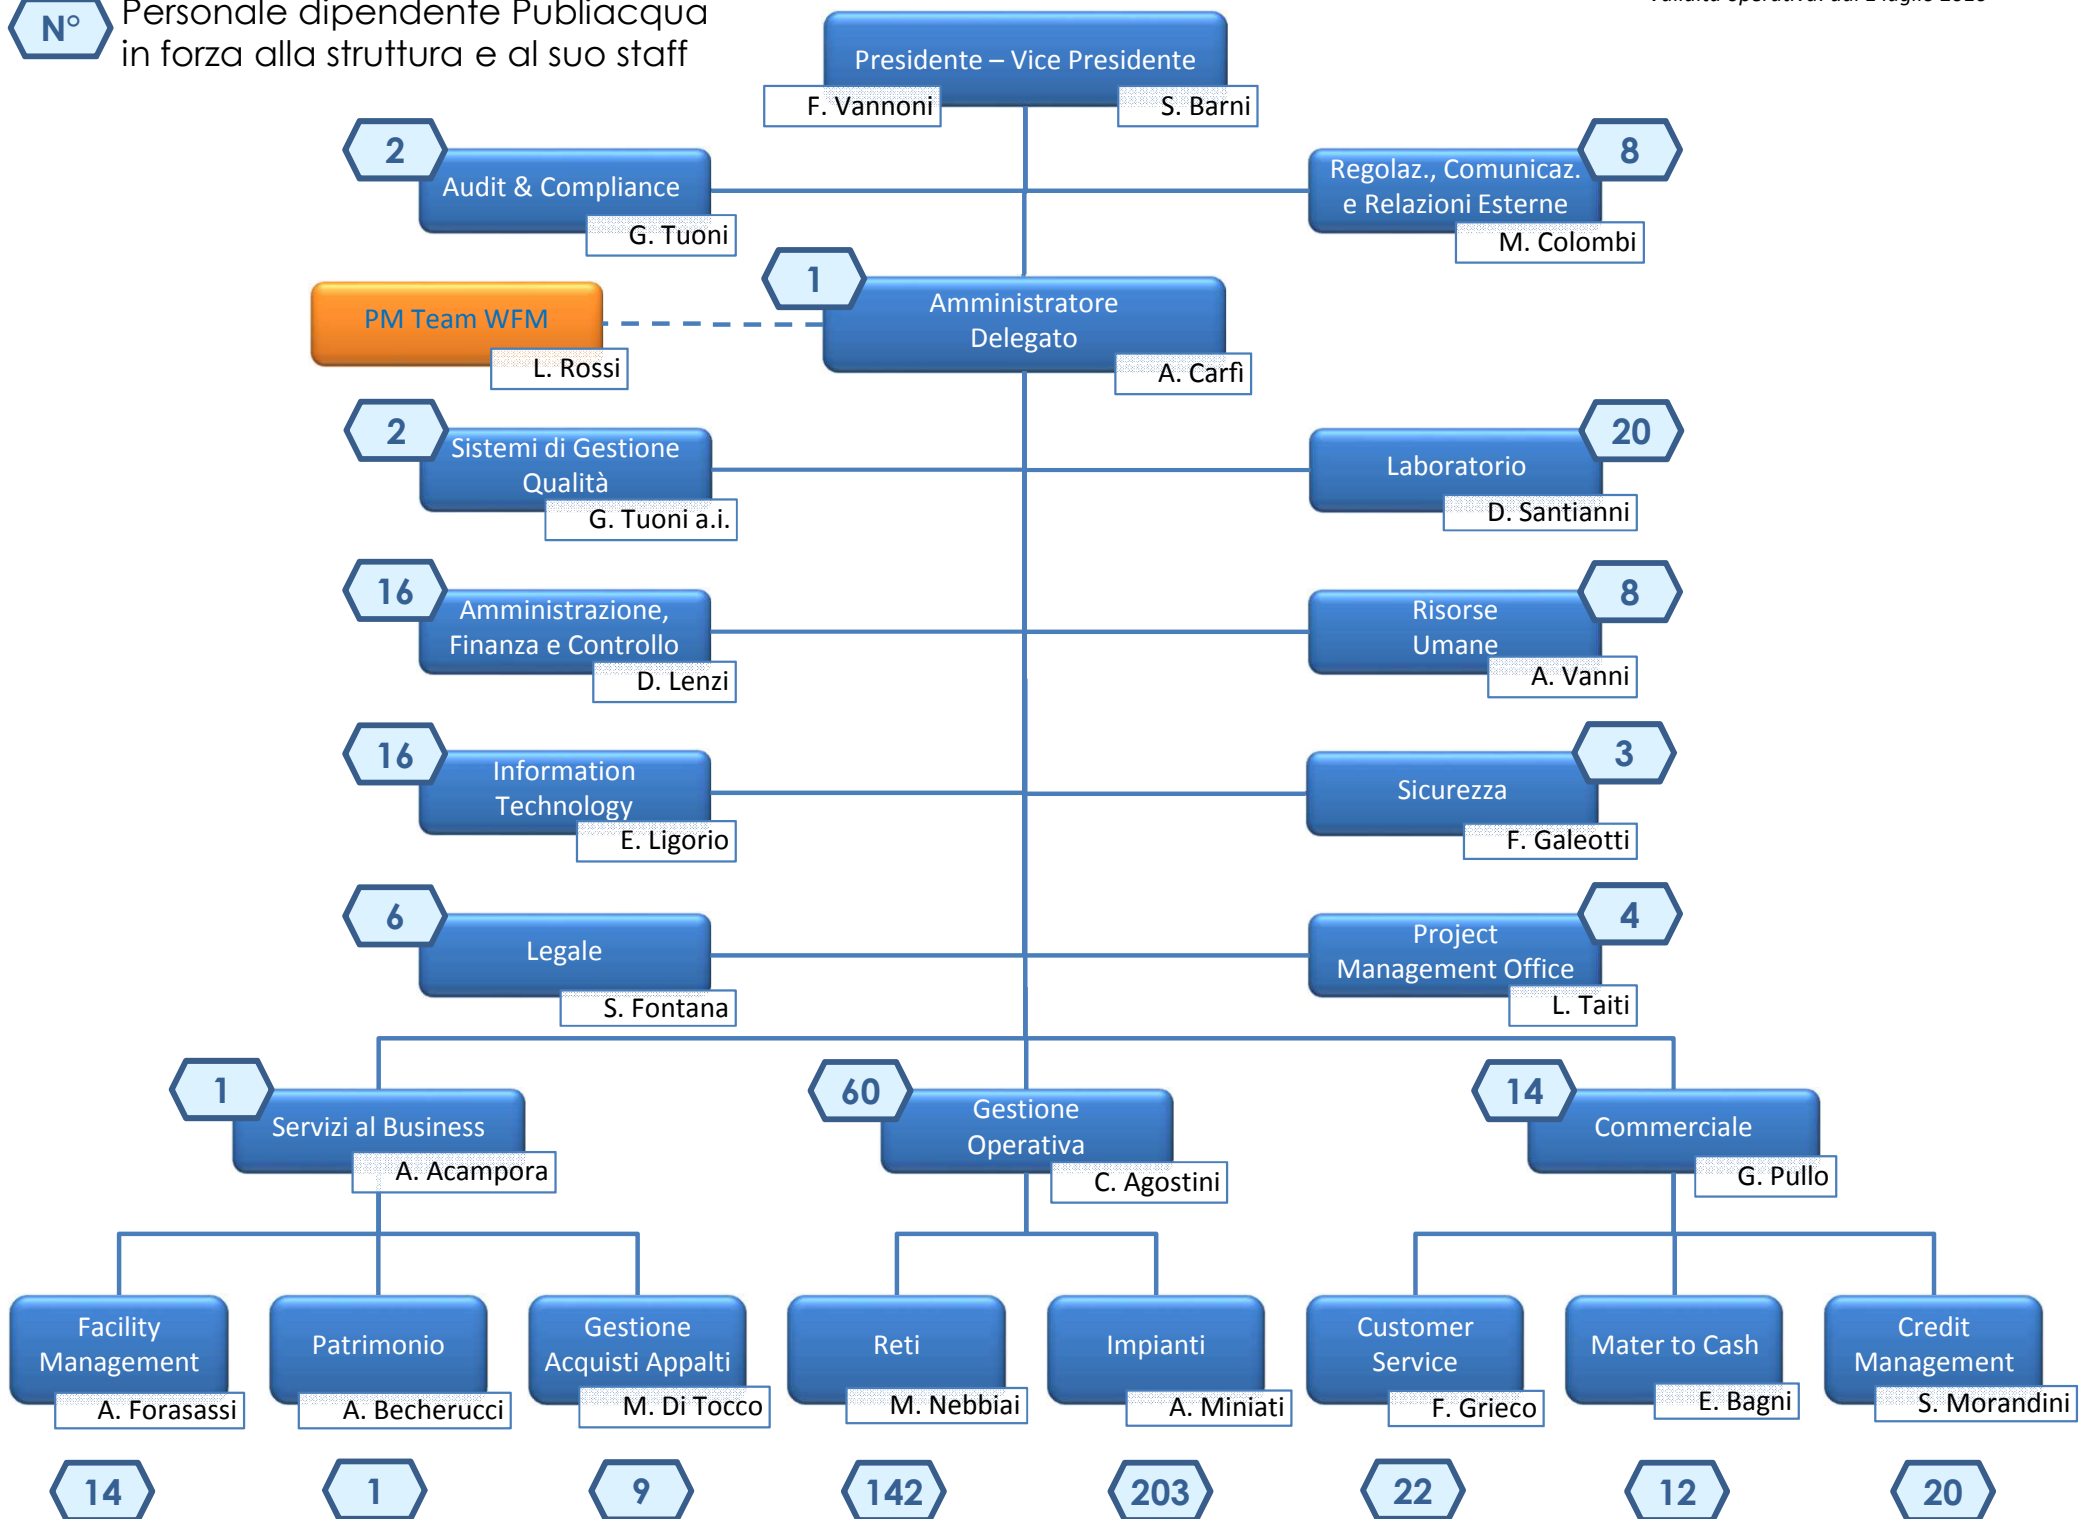 N°
Personale dipendente Publiacqua
in forza alla struttura e al suo staff
Presidente – Vice Presidente
F. Vannoni
S. Barni
2
Audit & Compliance
G. Tuoni
8
Regolaz., Comunicaz.
e Relazioni Esterne
M. Colombi
PM Team WFM
L. Rossi
1
Amministratore
Delegato
A. Carfì
2
Sistemi di Gestione
Qualità
G. Tuoni a.i.
20
Laboratorio
D. Santianni
16
Amministrazione,
Finanza e Controllo
D. Lenzi
8
Risorse
Umane
A. Vanni
16
Information
Technology
E. Ligorio
3
Sicurezza
F. Galeotti
6
Legale
S. Fontana
4
Project
Management Office
L. Taiti
1
Servizi al Business
A. Acampora
60
Gestione
Operativa
C. Agostini
14
Commerciale
G. Pullo
Facility
Management
A. Forasassi
Patrimonio
A. Becherucci
Gestione
Acquisti Appalti
M. Di Tocco
Reti
M. Nebbiai
Impianti
A. Miniati
Customer
Service
F. Grieco
Mater to Cash
E. Bagni
Credit
Management
S. Morandini
14
1
9
142
203
22
12
20